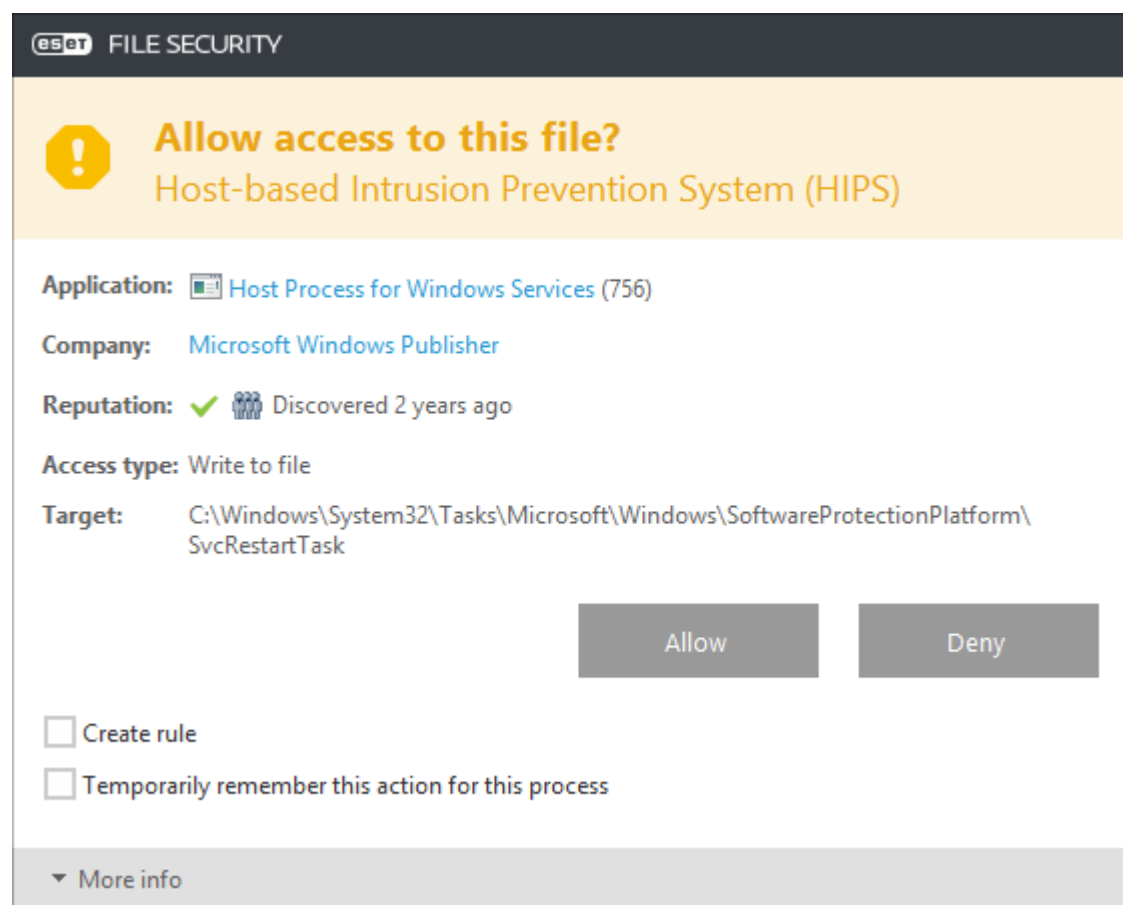 eset FILE SECURITY
Allow access to this file?
Host-based Intrusion Prevention System (HIPS)
Application: Host Process for Windows Services (756)
Company: Microsoft Windows Publisher
Reputation: Discovered 2 years ago
Access type: Write to file
Target: C:\Windows\System32\Tasks\Microsoft\Windows\SoftwareProtectionPlatform\
SvcRestartTask
Allow Deny
Create rule
Temporarily remember this action for this process
More info